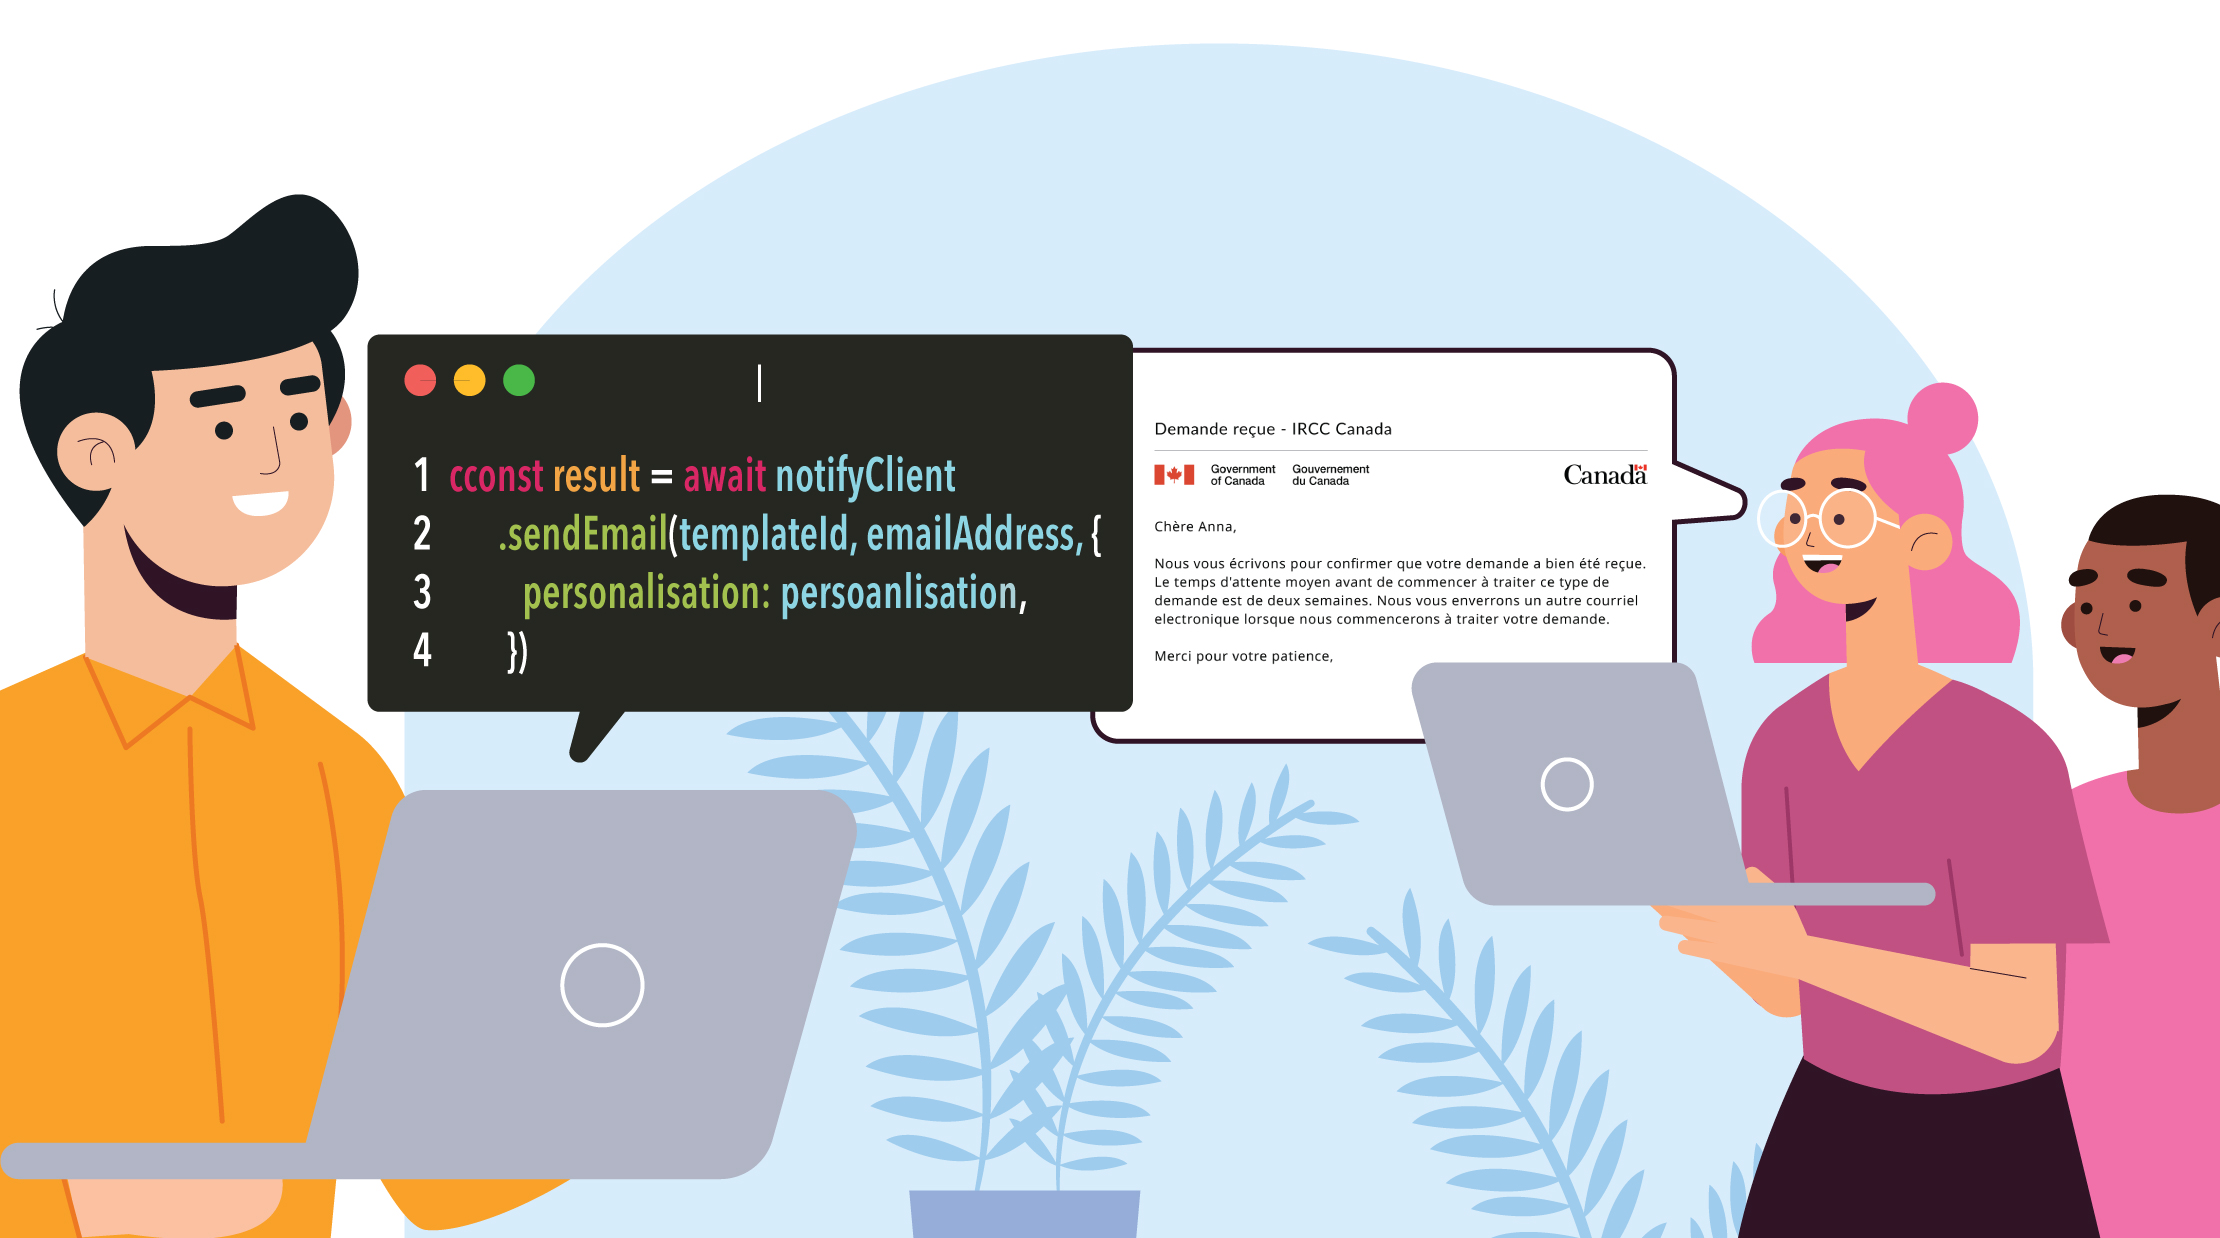 1 cconst result = await notifyClient
2 .sendEmail(templateId, emailAddress, {
3 personalisation: persoanlisation,
4 })
Demande reçue - IRCC Canada
Government of Canada
Gouvernement du Canada
Canada
Chère Anna,
Nous vous écrivons pour confirmer que votre demande a bien été reçue.
Le temps d'attente moyen avant de commencer à traiter ce type de
demande est de deux semaines. Nous vous enverrons un autre courriel
electronique lorsque nous commencerons à traiter votre demande.
Merci pour votre patience,